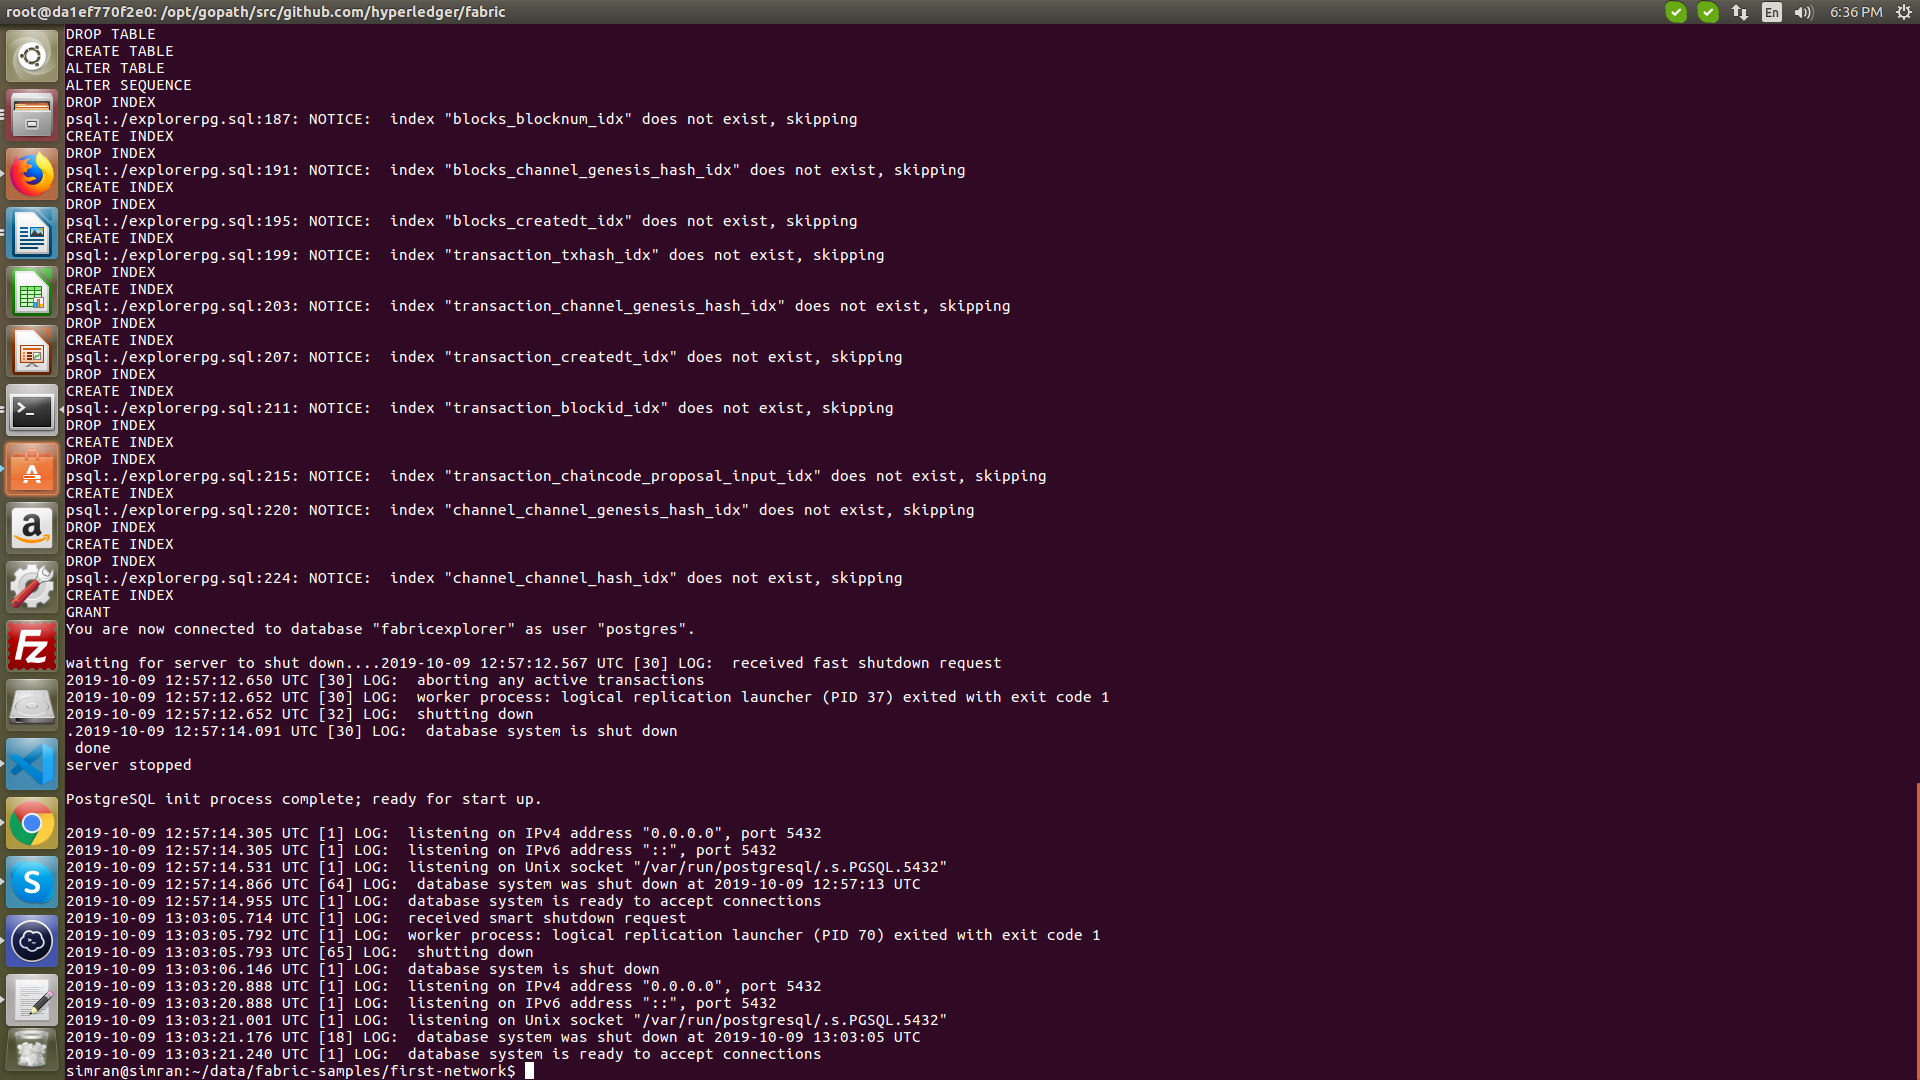 root@da1ef770f2e0: /opt/gopath/src/github.com/hyperledger/fabric
En
6:36 PM
DROP TABLE
CREATE TABLE
ALTER TABLE
ALTER SEQUENCE
DROP INDEX
psql:./explorerpg.sql:187: NOTICE:  index "blocks_blocknum_idx" does not exist, skipping
CREATE INDEX
DROP INDEX
psql:./explorerpg.sql:191: NOTICE:  index "blocks_channel_genesis_hash_idx" does not exist, skipping
CREATE INDEX
DROP INDEX
psql:./explorerpg.sql:195: NOTICE:  index "blocks_createdt_idx" does not exist, skipping
CREATE INDEX
psql:./explorerpg.sql:199: NOTICE:  index "transaction_txhash_idx" does not exist, skipping
DROP INDEX
CREATE INDEX
psql:./explorerpg.sql:203: NOTICE:  index "transaction_channel_genesis_hash_idx" does not exist, skipping
DROP INDEX
CREATE INDEX
psql:./explorerpg.sql:207: NOTICE:  index "transaction_createdt_idx" does not exist, skipping
DROP INDEX
CREATE INDEX
psql:./explorerpg.sql:211: NOTICE:  index "transaction_blockid_idx" does not exist, skipping
DROP INDEX
CREATE INDEX
DROP INDEX
psql:./explorerpg.sql:215: NOTICE:  index "transaction_chaincode_proposal_input_idx" does not exist, skipping
CREATE INDEX
psql:./explorerpg.sql:220: NOTICE:  index "channel_channel_genesis_hash_idx" does not exist, skipping
DROP INDEX
CREATE INDEX
DROP INDEX
psql:./explorerpg.sql:224: NOTICE:  index "channel_channel_hash_idx" does not exist, skipping
CREATE INDEX
GRANT
You are now connected to database "fabricexplorer" as user "postgres".
waiting for server to shut down....2019-10-09 12:57:12.567 UTC [30] LOG:  received fast shutdown request
2019-10-09 12:57:12.650 UTC [30] LOG:  aborting any active transactions
2019-10-09 12:57:12.652 UTC [30] LOG:  worker process: logical replication launcher (PID 37) exited with exit code 1
2019-10-09 12:57:12.652 UTC [32] LOG:  shutting down
.2019-10-09 12:57:14.091 UTC [30] LOG:  database system is shut down
 done
server stopped
PostgreSQL init process complete; ready for start up.
2019-10-09 12:57:14.305 UTC [1] LOG:  listening on IPv4 address "0.0.0.0", port 5432
2019-10-09 12:57:14.305 UTC [1] LOG:  listening on IPv6 address "::", port 5432
2019-10-09 12:57:14.531 UTC [1] LOG:  listening on Unix socket "/var/run/postgresql/.s.PGSQL.5432"
2019-10-09 12:57:14.866 UTC [64] LOG:  database system was shut down at 2019-10-09 12:57:13 UTC
2019-10-09 12:57:14.955 UTC [1] LOG:  database system is ready to accept connections
2019-10-09 13:03:05.714 UTC [1] LOG:  received smart shutdown request
2019-10-09 13:03:05.792 UTC [1] LOG:  worker process: logical replication launcher (PID 70) exited with exit code 1
2019-10-09 13:03:05.793 UTC [65] LOG:  shutting down
2019-10-09 13:03:06.146 UTC [1] LOG:  database system is shut down
2019-10-09 13:03:20.888 UTC [1] LOG:  listening on IPv4 address "0.0.0.0", port 5432
2019-10-09 13:03:20.888 UTC [1] LOG:  listening on IPv6 address "::", port 5432
2019-10-09 13:03:21.001 UTC [1] LOG:  listening on Unix socket "/var/run/postgresql/.s.PGSQL.5432"
2019-10-09 13:03:21.176 UTC [18] LOG:  database system was shut down at 2019-10-09 13:03:05 UTC
2019-10-09 13:03:21.240 UTC [1] LOG:  database system is ready to accept connections
simran@simran:~/data/fabric-samples/first-network$